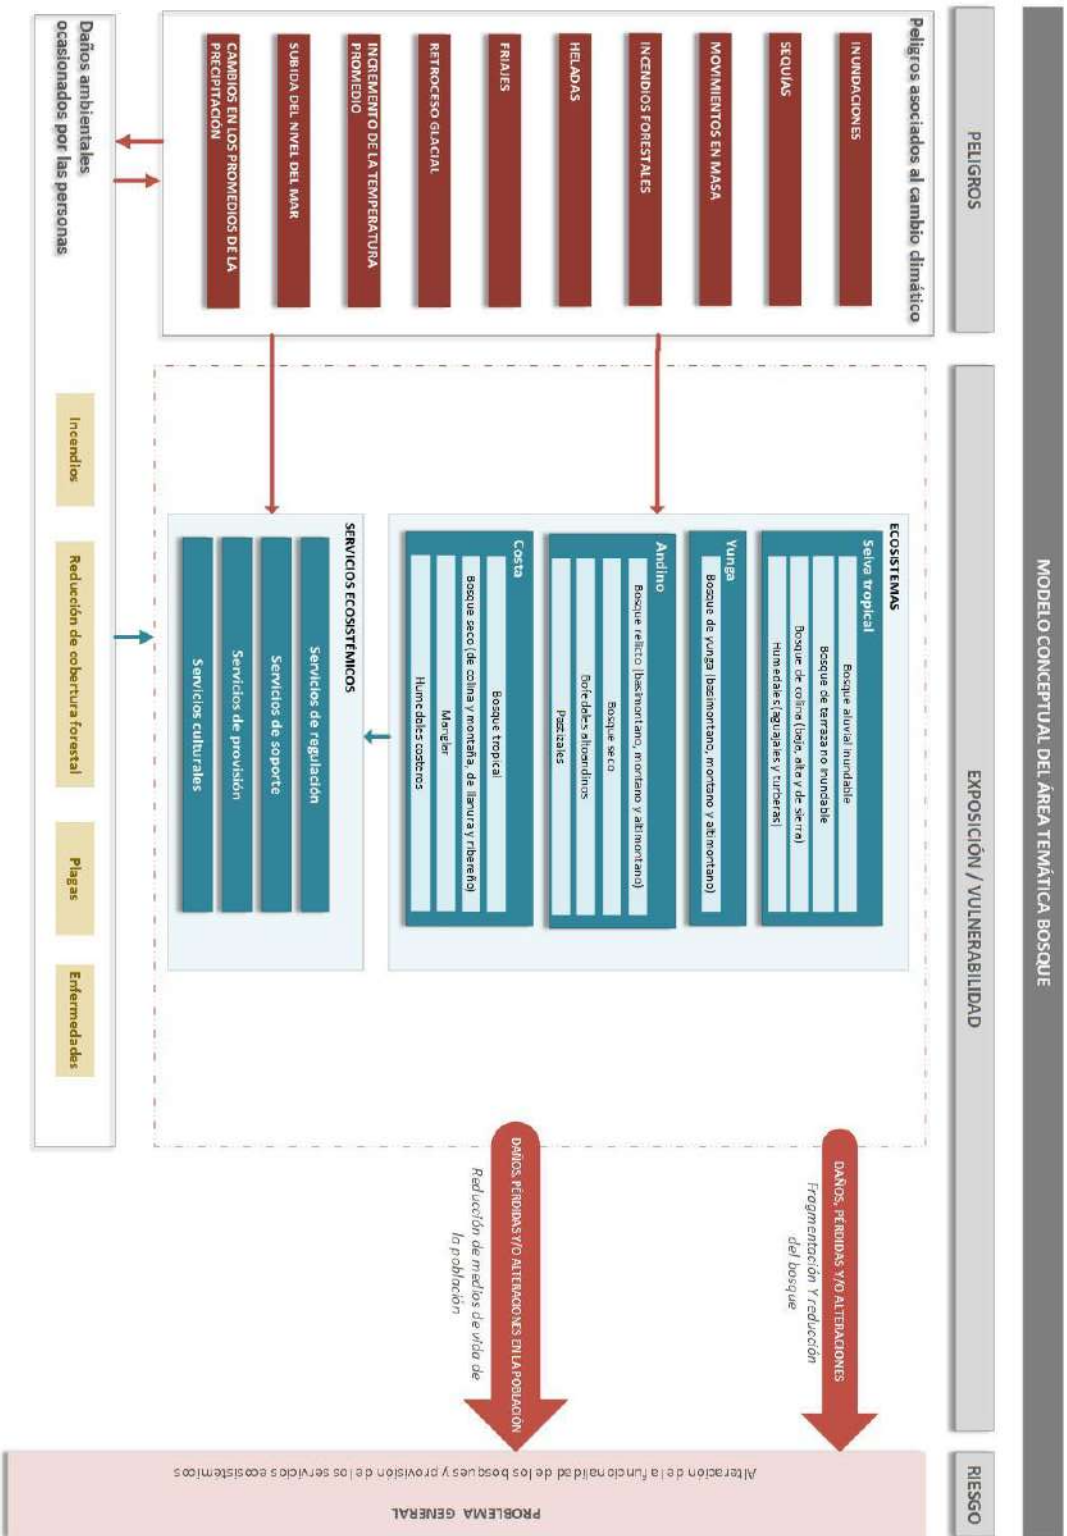 MODELO CONCEPTUAL DEL ÁREA TEMÁTICA BOSQUE
PELIGROS
EXPOSICIÓN / VULNERABILIDAD
RIESGO
Peligros asociados al cambio climático
INUNDACIONES
SEQUÍAS
MOVIMIENTOS EN MASA
INCENDIOS FORESTALES
HELADAS
FRIAJES
RETROCESO GLACIAL
INCREMENTO DE LA TEMPERATURA
PROMEDIO
SUBIDA DEL NIVEL DEL MAR
CAMBIOS EN LOS PROMEDIOS DE LA
PRECIPITACIÓN
ECOSISTEMAS
Selva tropical
Bosque aluvial inundable
Bosque de terraza no inundable
Bosque de colina (baja, alta y de sierra)
Humedales (aguajales y turberas)
Yunga
Bosque de yunga (basimontano, montano y altimontano)
Andino
Bosque relicto (basimontano, montano y altimontano)
Bosque seco
Bofedales altoandinos
Pastizales
Costa
Bosque tropical
Bosque seco (de colina y montaña, de llanura y ribereño)
Manglar
Humedales costeros
SERVICIOS ECOSISTÉMICOS
Servicios de regulación
Servicios de soporte
Servicios de provisión
Servicios culturales
DAÑOS, PÉRDIDAS Y/O ALTERACIONES
Fragmentación Y reducción
del bosque
DAÑOS, PÉRDIDAS Y/O ALTERACIONES EN LA POBLACIÓN
Reducción de medios de vida de
la población
PROBLEMA GENERAL
Alteración de la funcionalidad de los bosques y provisión de los servicios ecosistémicos
Daños ambientales
ocasionados por las personas
Incendios
Reducción de cobertura forestal
Plagas
Enfermedades